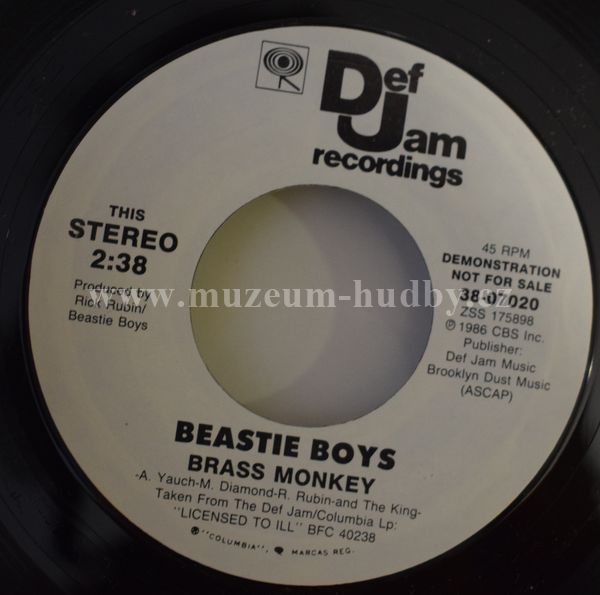 Def
Jam
recordings
THIS
STEREO
2:38
Produced by
Rick Rubin/
Beastie Boys
45 RPM
DEMONSTRATION
NOT FOR SALE
38-07020
ZSS 175898
℗ 1986 CBS Inc.
Publisher:
Def Jam Music
Brooklyn Dust Music
(ASCAP)
www.muzeum-hudby.cz
BEASTIE BOYS
BRASS MONKEY
-A. Yauch-M. Diamond-R. Rubin-and The King-
Taken From The Def Jam/Columbia Lp:
"LICENSED TO ILL" BFC 40238
® "COLUMBIA", MARCAS REG.